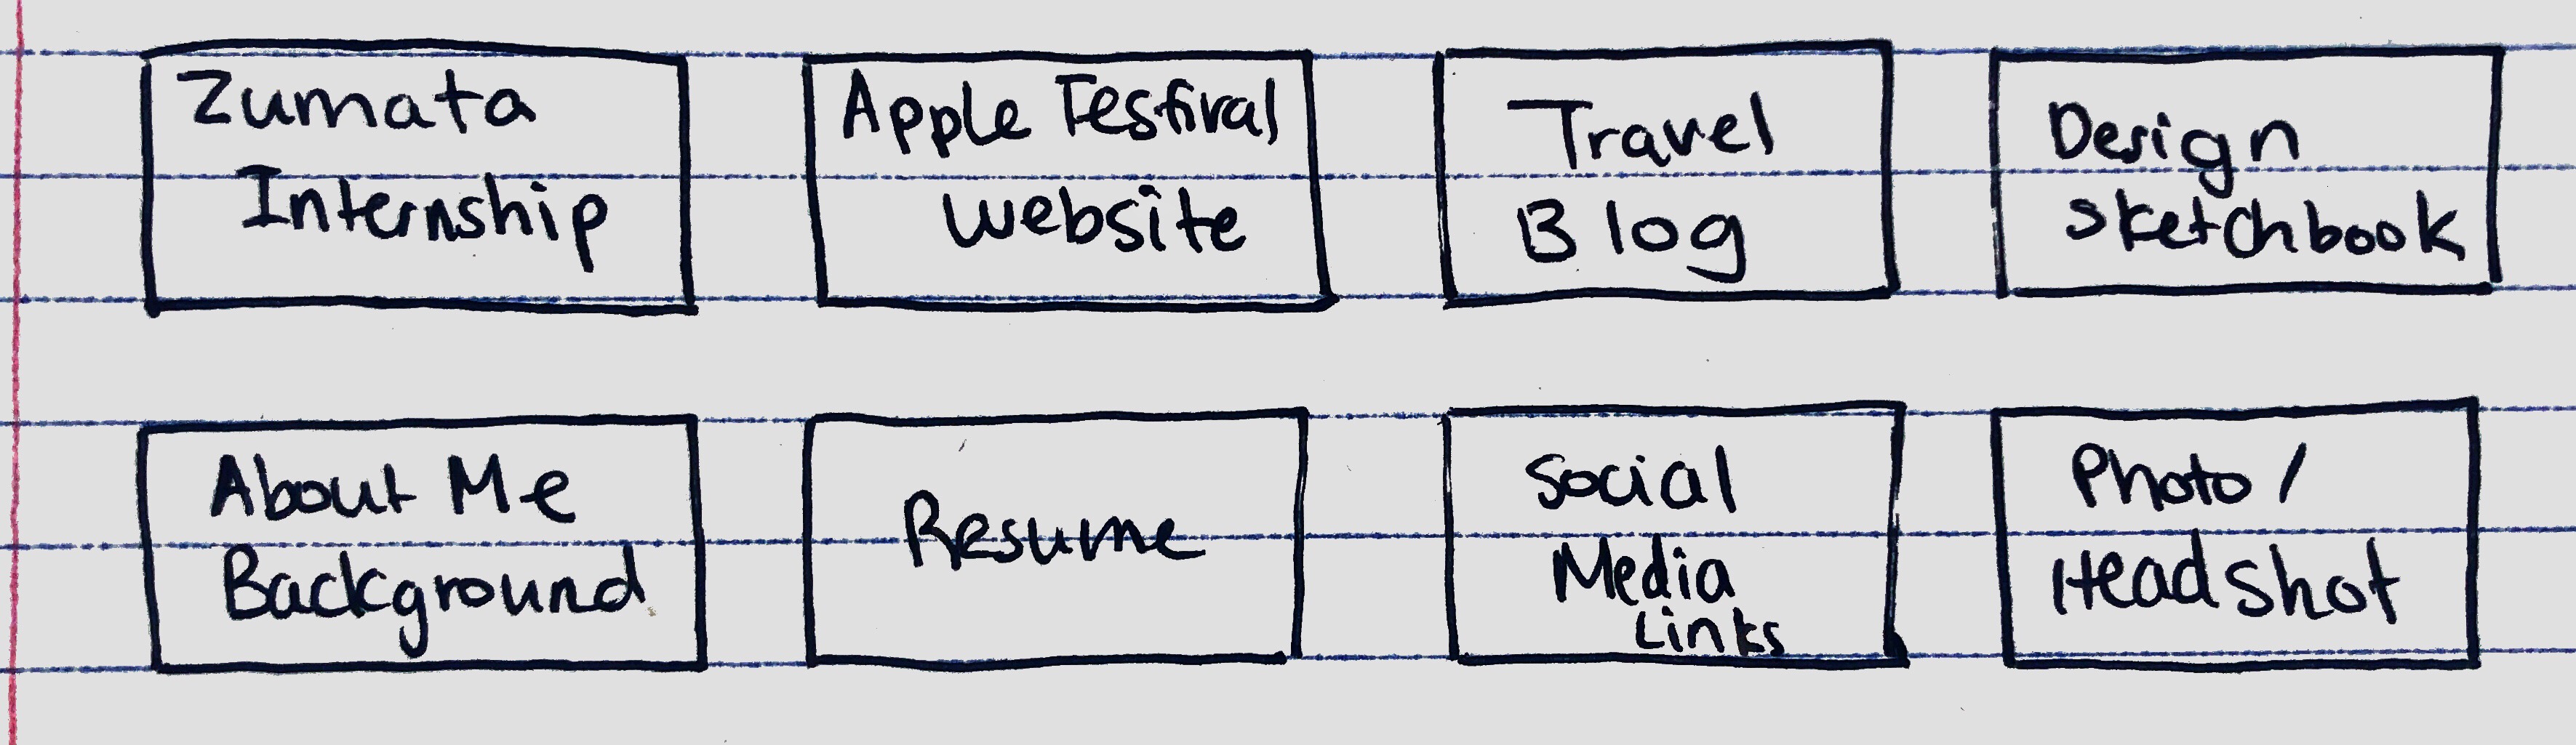 Zumata
Internship
Apple Festival
website
Travel
Blog
Design
sketchbook
About Me
Background
Resume
Social
Media
Links
Photo /
Headshot